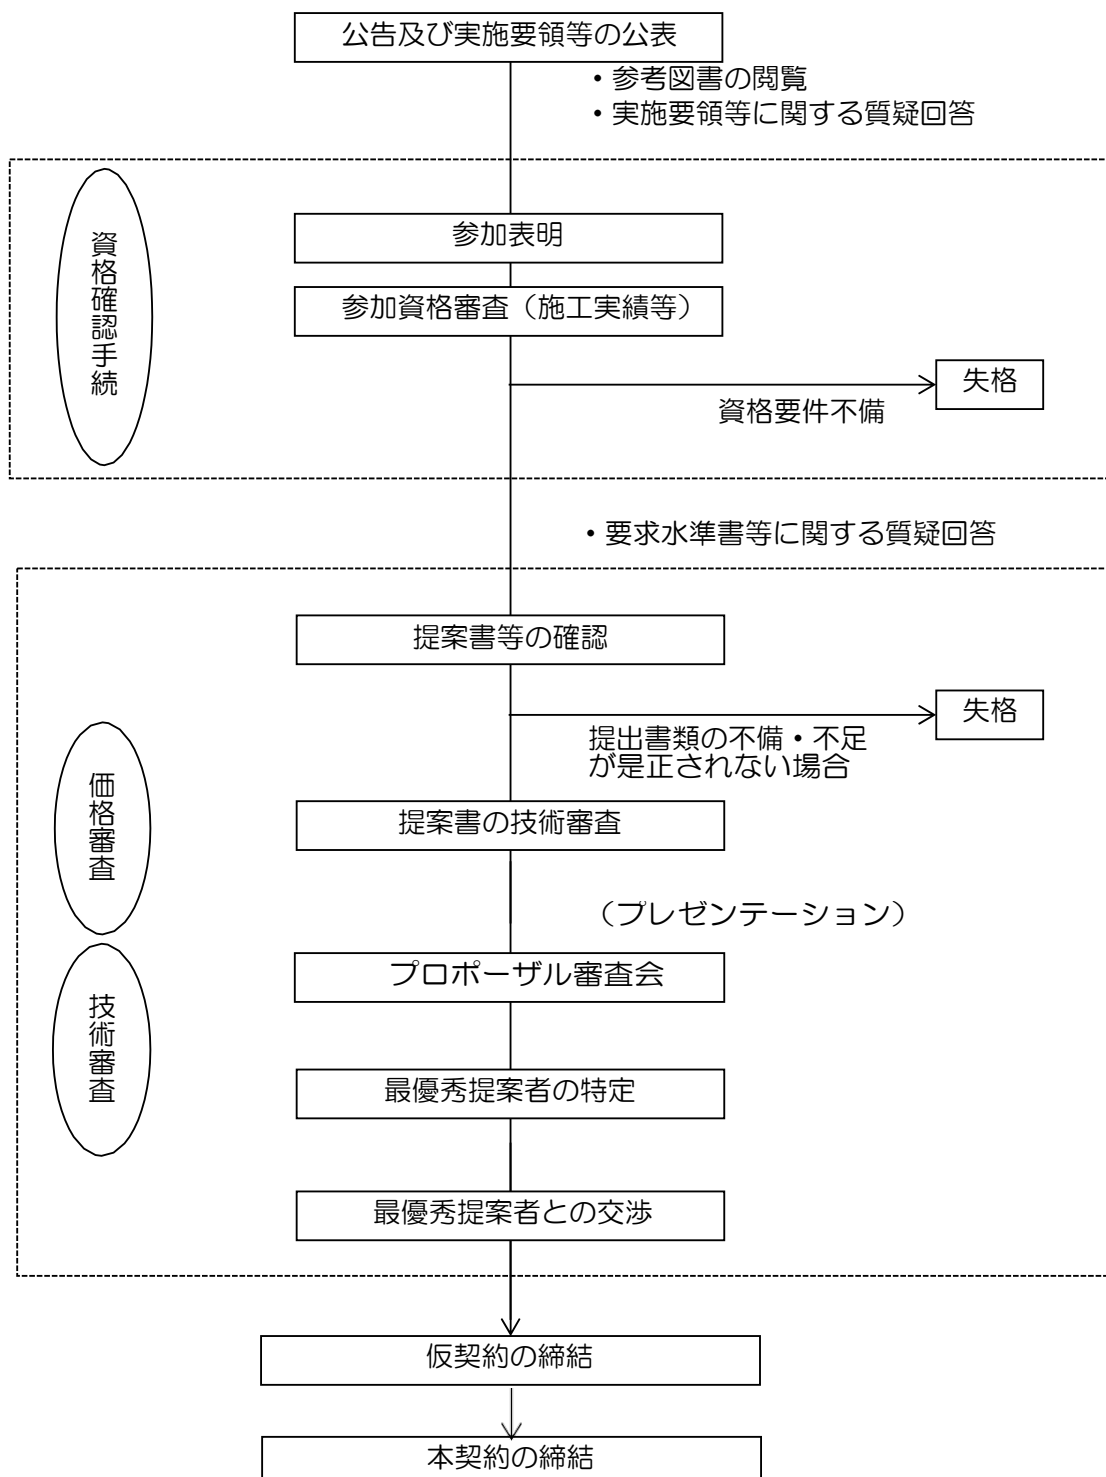 公告及び実施要領等の公表
・参考図書の閲覧
・実施要領等に関する質疑回答
資格確認手続
参加表明
参加資格審査（施工実績等）
失格
資格要件不備
・要求水準書等に関する質疑回答
提案書等の確認
失格
提出書類の不備・不足
が是正されない場合
価格審査
提案書の技術審査
（プレゼンテーション）
プロポーザル審査会
技術審査
最優秀提案者の特定
最優秀提案者との交渉
仮契約の締結
本契約の締結